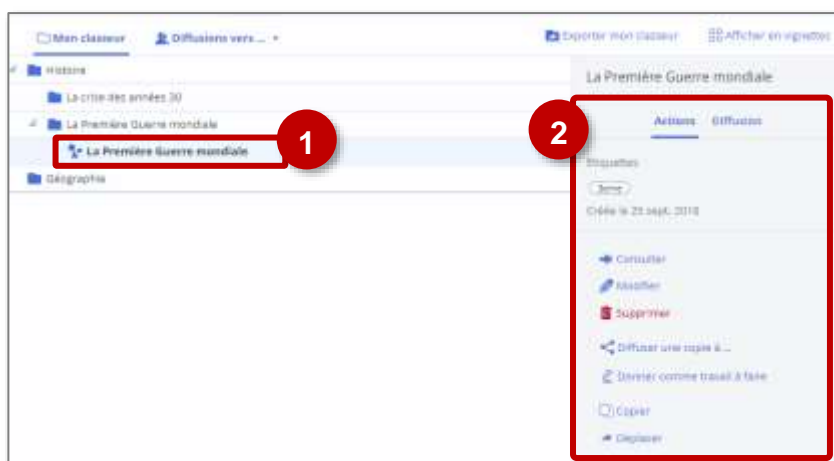 Mon classeur Diffusions vers ... Exporter mon classeur Afficher en vignettes
Histoire
La crise des années 30
La Première Guerre mondiale
La Première Guerre mondiale
Géographie
1
La Première Guerre mondiale
2
Actions Diffusion
Etiquettes
3eme
Créée le 25 sept. 2018
Consulter
Modifier
Supprimer
Diffuser une copie à ...
Donner comme travail à faire
Copier
Déplacer